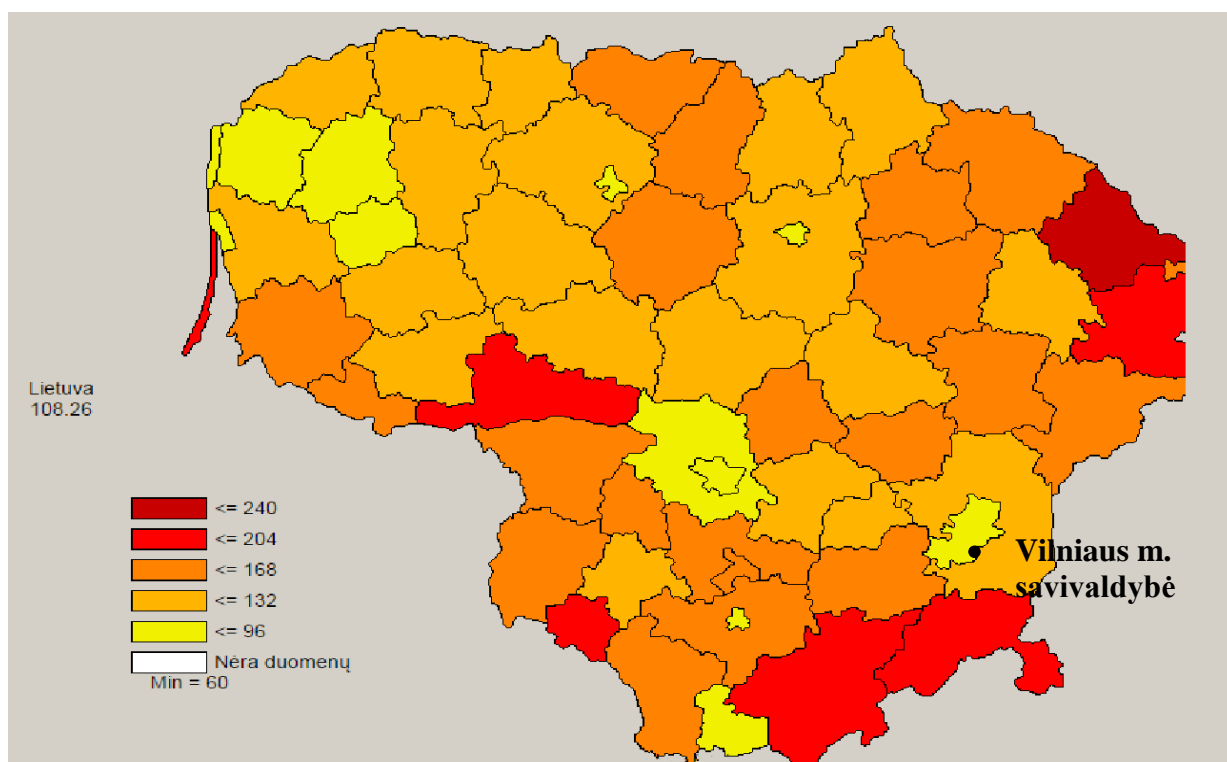 Lietuva
108.26
<= 240
<= 204
<= 168
<= 132
<= 96
Nėra duomenų
Min = 60
Vilniaus m.
savivaldybė